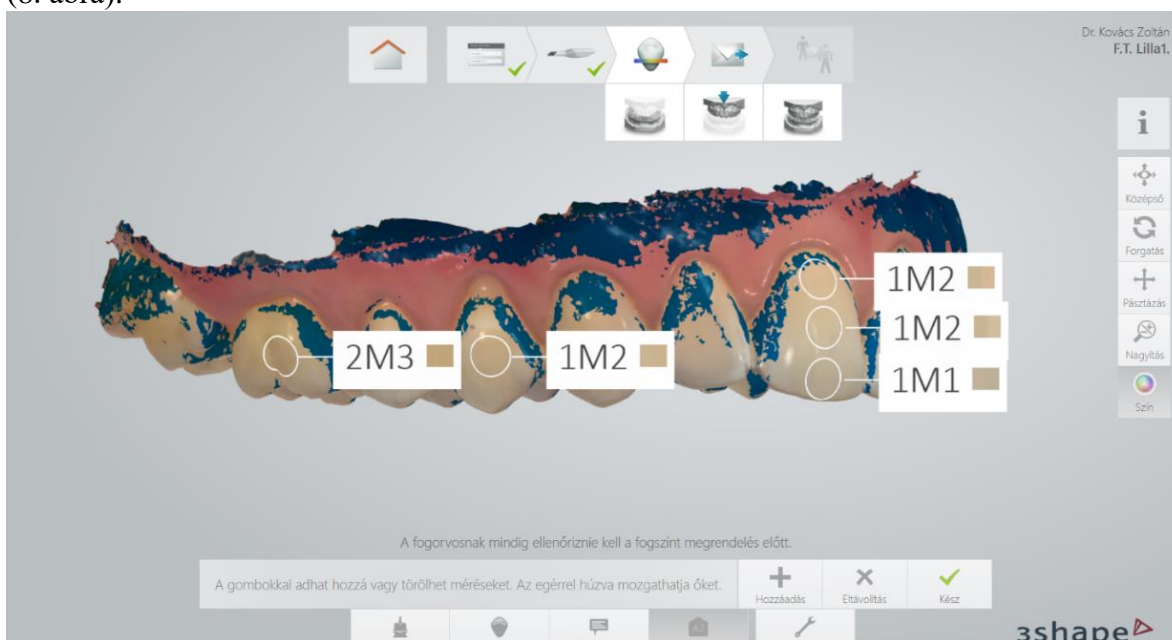 (8. ábra).
Dr. Kovács Zoltán
F.T. Lilla1.
i
Középső
Forgatás
Pásztázás
Nagyítás
Szín
1M2
1M2
1M1
2M3
1M2
A fogorvosnak mindig ellenőriznie kell a fogszínt megrendelés előtt.
A gombokkal adhat hozzá vagy törölhet méréseket. Az egérrel húzva mozgathatja őket.
Hozzáadás
Eltávolítás
Kész
A2
3shape